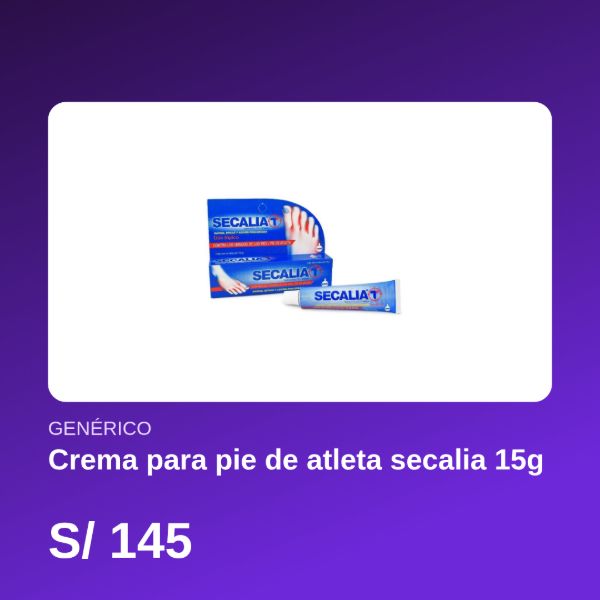 SECALIA T
SECALIA T
SECALIA T
GENÉRICO
Crema para pie de atleta secalia 15g
S/ 145